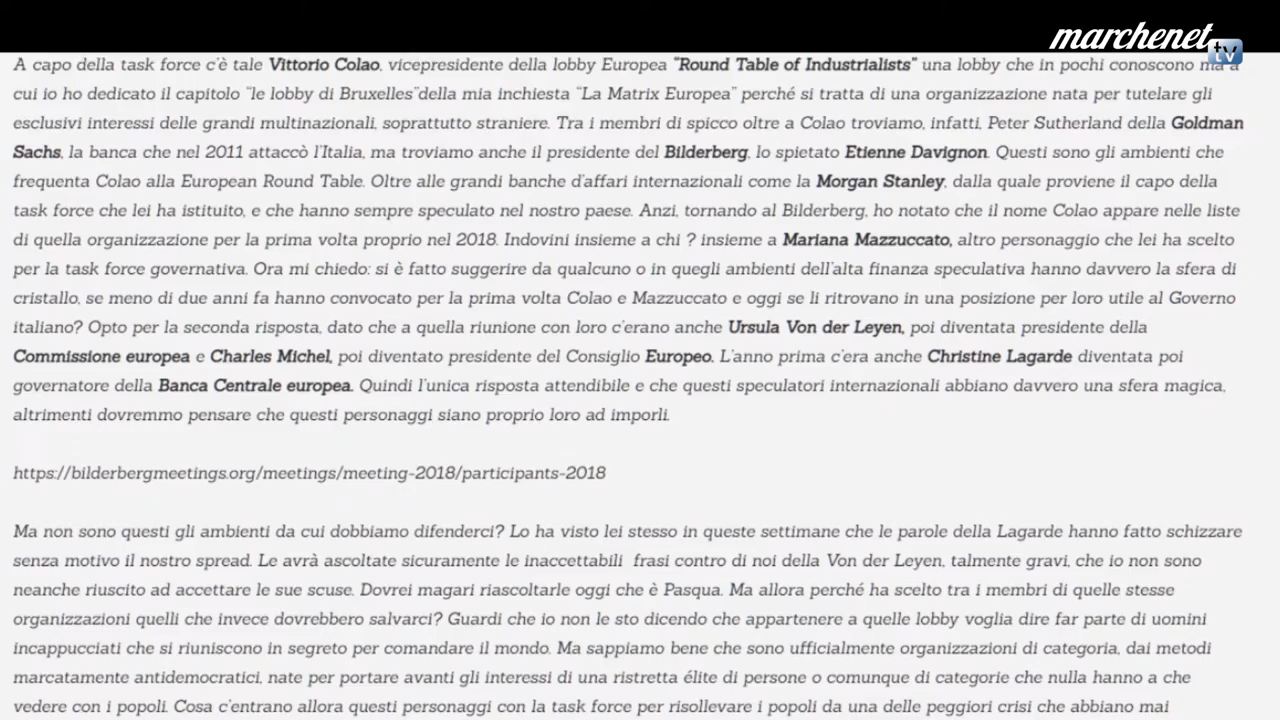 marchenet
tv
A capo della task force c'è tale Vittorio Colao, vicepresidente della lobby Europea "Round Table of Industrialists" una lobby che in pochi conoscono ma a
cui io ho dedicato il capitolo "le lobby di Bruxelles"della mia inchiesta "La Matrix Europea" perché si tratta di una organizzazione nata per tutelare gli
esclusivi interessi delle grandi multinazionali, soprattutto straniere. Tra i membri di spicco oltre a Colao troviamo, infatti, Peter Sutherland della Goldman
Sachs, la banca che nel 2011 attaccò l'Italia, ma troviamo anche il presidente del Bilderberg, lo spietato Etienne Davignon. Questi sono gli ambienti che
frequenta Colao alla European Round Table. Oltre alle grandi banche d'affari internazionali come la Morgan Stanley, dalla quale proviene il capo della
task force che lei ha istituito, e che hanno sempre speculato nel nostro paese. Anzi, tornando al Bilderberg, ho notato che il nome Colao appare nelle liste
di quella organizzazione per la prima volta proprio nel 2018. Indovini insieme a chi ? insieme a Mariana Mazzuccato, altro personaggio che lei ha scelto
per la task force governativa. Ora mi chiedo: si è fatto suggerire da qualcuno o in quegli ambienti dell'alta finanza speculativa hanno davvero la sfera di
cristallo, se meno di due anni fa hanno convocato per la prima volta Colao e Mazzuccato e oggi se li ritrovano in una posizione per loro utile al Governo
italiano? Opto per la seconda risposta, dato che a quella riunione con loro c'erano anche Ursula Von der Leyen, poi diventata presidente della
Commissione europea e Charles Michel, poi diventato presidente del Consiglio Europeo. L'anno prima c'era anche Christine Lagarde diventata poi
governatore della Banca Centrale europea. Quindi l'unica risposta attendibile e che questi speculatori internazionali abbiano davvero una sfera magica,
altrimenti dovremmo pensare che questi personaggi siano proprio loro ad imporli.
https://bilderbergmeetings.org/meetings/meeting-2018/participants-2018
Ma non sono questi gli ambienti da cui dobbiamo difenderci? Lo ha visto lei stesso in queste settimane che le parole della Lagarde hanno fatto schizzare
senza motivo il nostro spread. Le avrà ascoltate sicuramente le inaccettabili frasi contro di noi della Von der Leyen, talmente gravi, che io non sono
neanche riuscito ad accettare le sue scuse. Dovrei magari riascoltarle oggi che è Pasqua. Ma allora perché ha scelto tra i membri di quelle stesse
organizzazioni quelli che invece dovrebbero salvarci? Guardi che io non le sto dicendo che appartenere a quelle lobby voglia dire far parte di uomini
incappucciati che si riuniscono in segreto per comandare il mondo. Ma sappiamo bene che sono ufficialmente organizzazioni di categoria, dai metodi
marcatamente antidemocratici, nate per portare avanti gli interessi di una ristretta élite di persone o comunque di categorie che nulla hanno a che
vedere con i popoli. Cosa c'entrano allora questi personaggi con la task force per risollevare i popoli da una delle peggiori crisi che abbiano mai